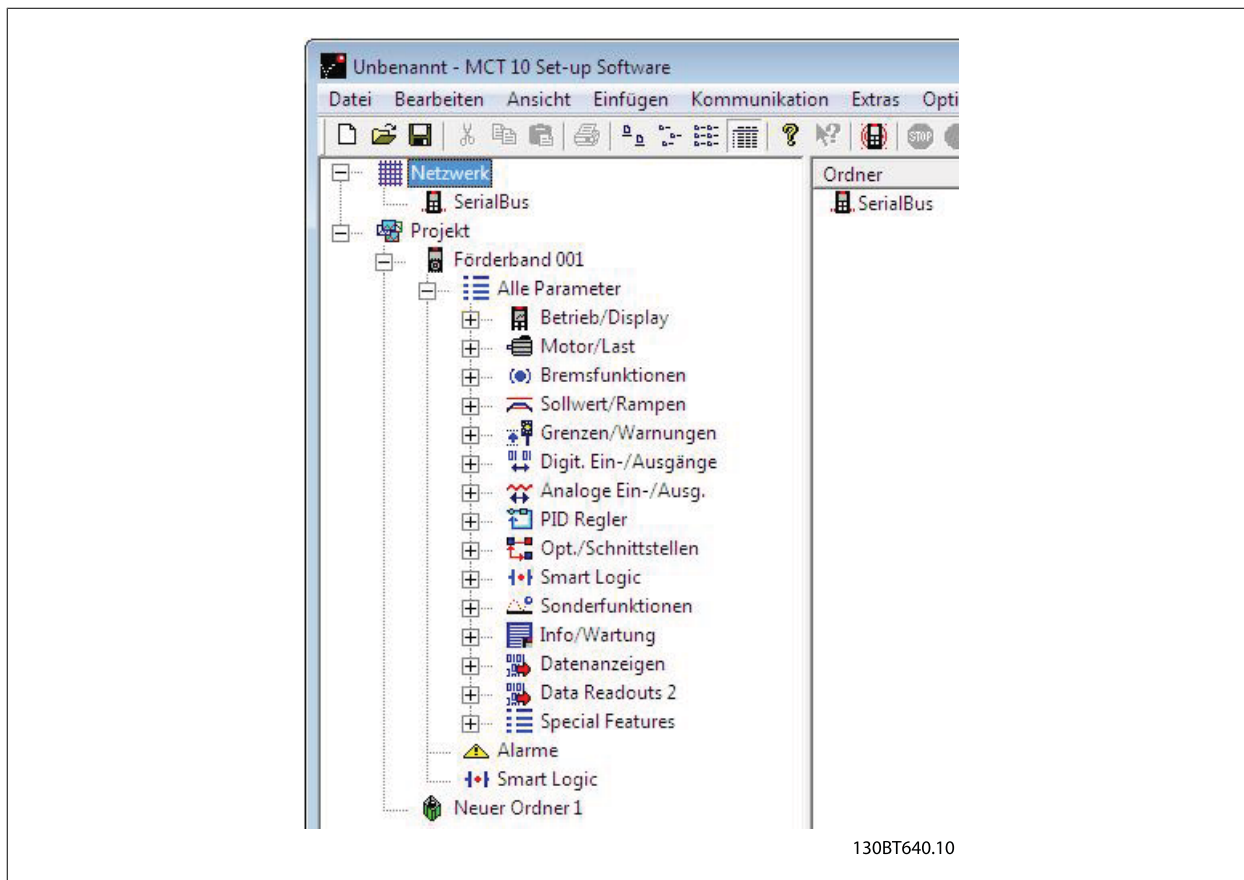 Unbenannt - MCT 10 Set-up Software
Datei Bearbeiten Ansicht Einfügen Kommunikation Extras Opti
STOP
Netzwerk
SerialBus
Projekt
Förderband 001
Alle Parameter
Betrieb/Display
Motor/Last
Bremsfunktionen
Sollwert/Rampen
Grenzen/Warnungen
Digit. Ein-/Ausgänge
Analoge Ein-/Ausg.
PID Regler
Opt./Schnittstellen
Smart Logic
Sonderfunktionen
Info/Wartung
Datenanzeigen
Data Readouts 2
Special Features
Alarme
Smart Logic
Neuer Ordner 1
Ordner
SerialBus
130BT640.10